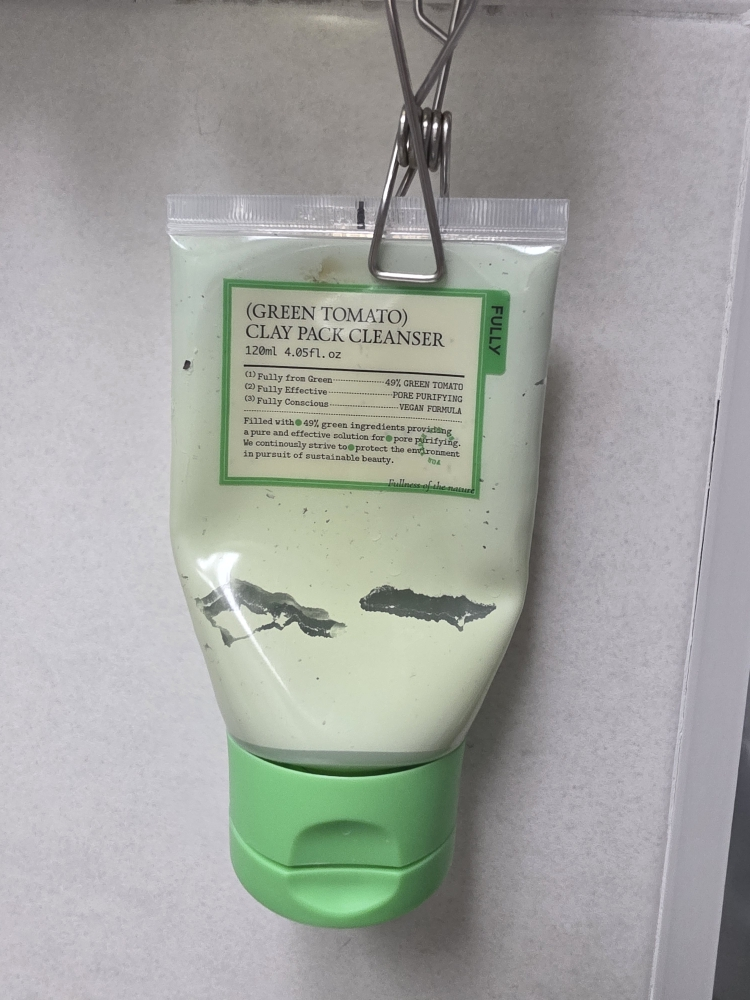 (GREEN TOMATO)
CLAY PACK CLEANSER
120ml 4.05fl.oz
FULLY
(1) Fully from Green 49% GREEN TOMATO
(2) Fully Effective PORE PURIFYING
(3) Fully Conscious VEGAN FORMULA
Filled with 49% green ingredients providing
a pure and effective solution for pore purifying.
We continously strive to protect the environment
in pursuit of sustainable beauty.
Fullness of the nature